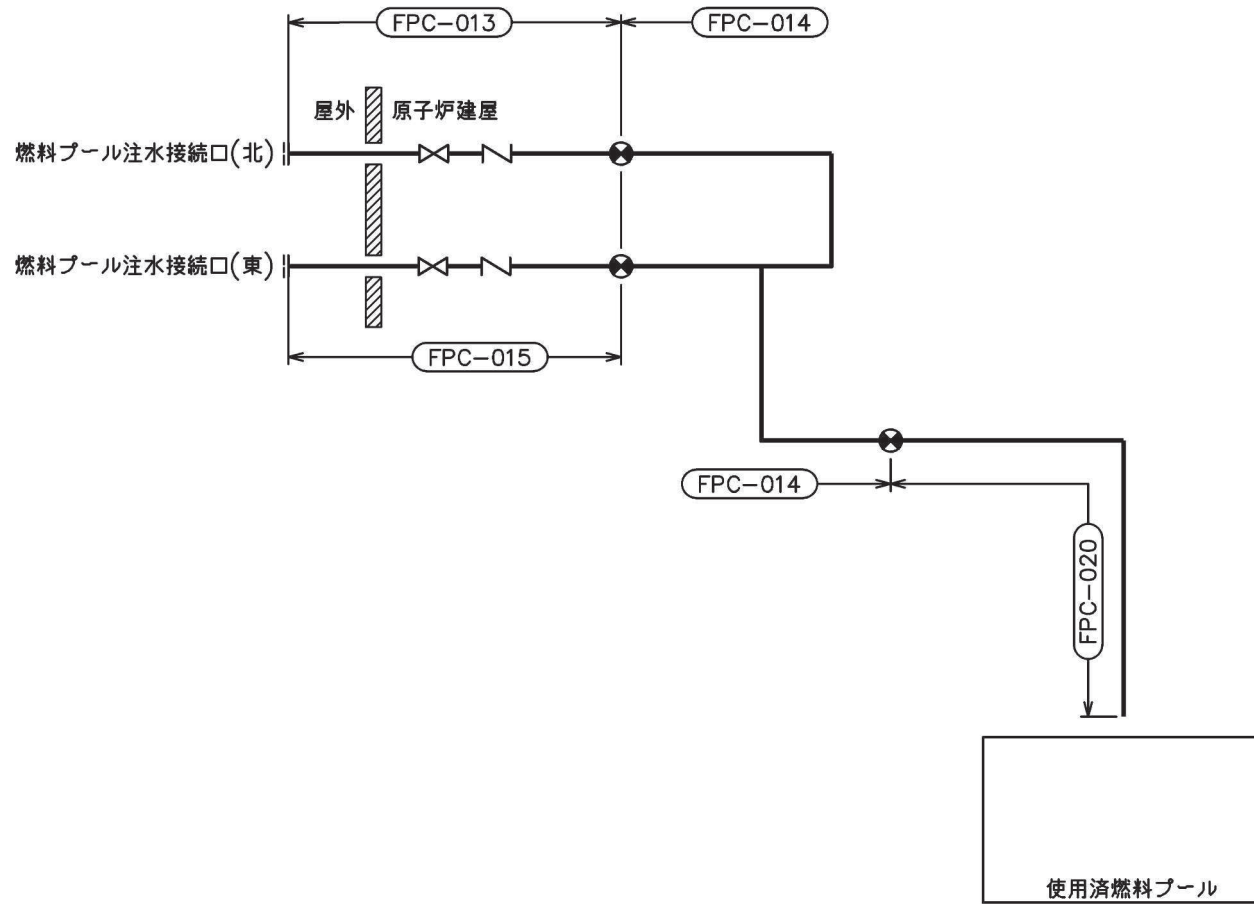 FPC-013
FPC-014
屋外
原子炉建屋
燃料プール注水接続口(北)
燃料プール注水接続口(東)
FPC-015
FPC-014
FPC-020
使用済燃料プール